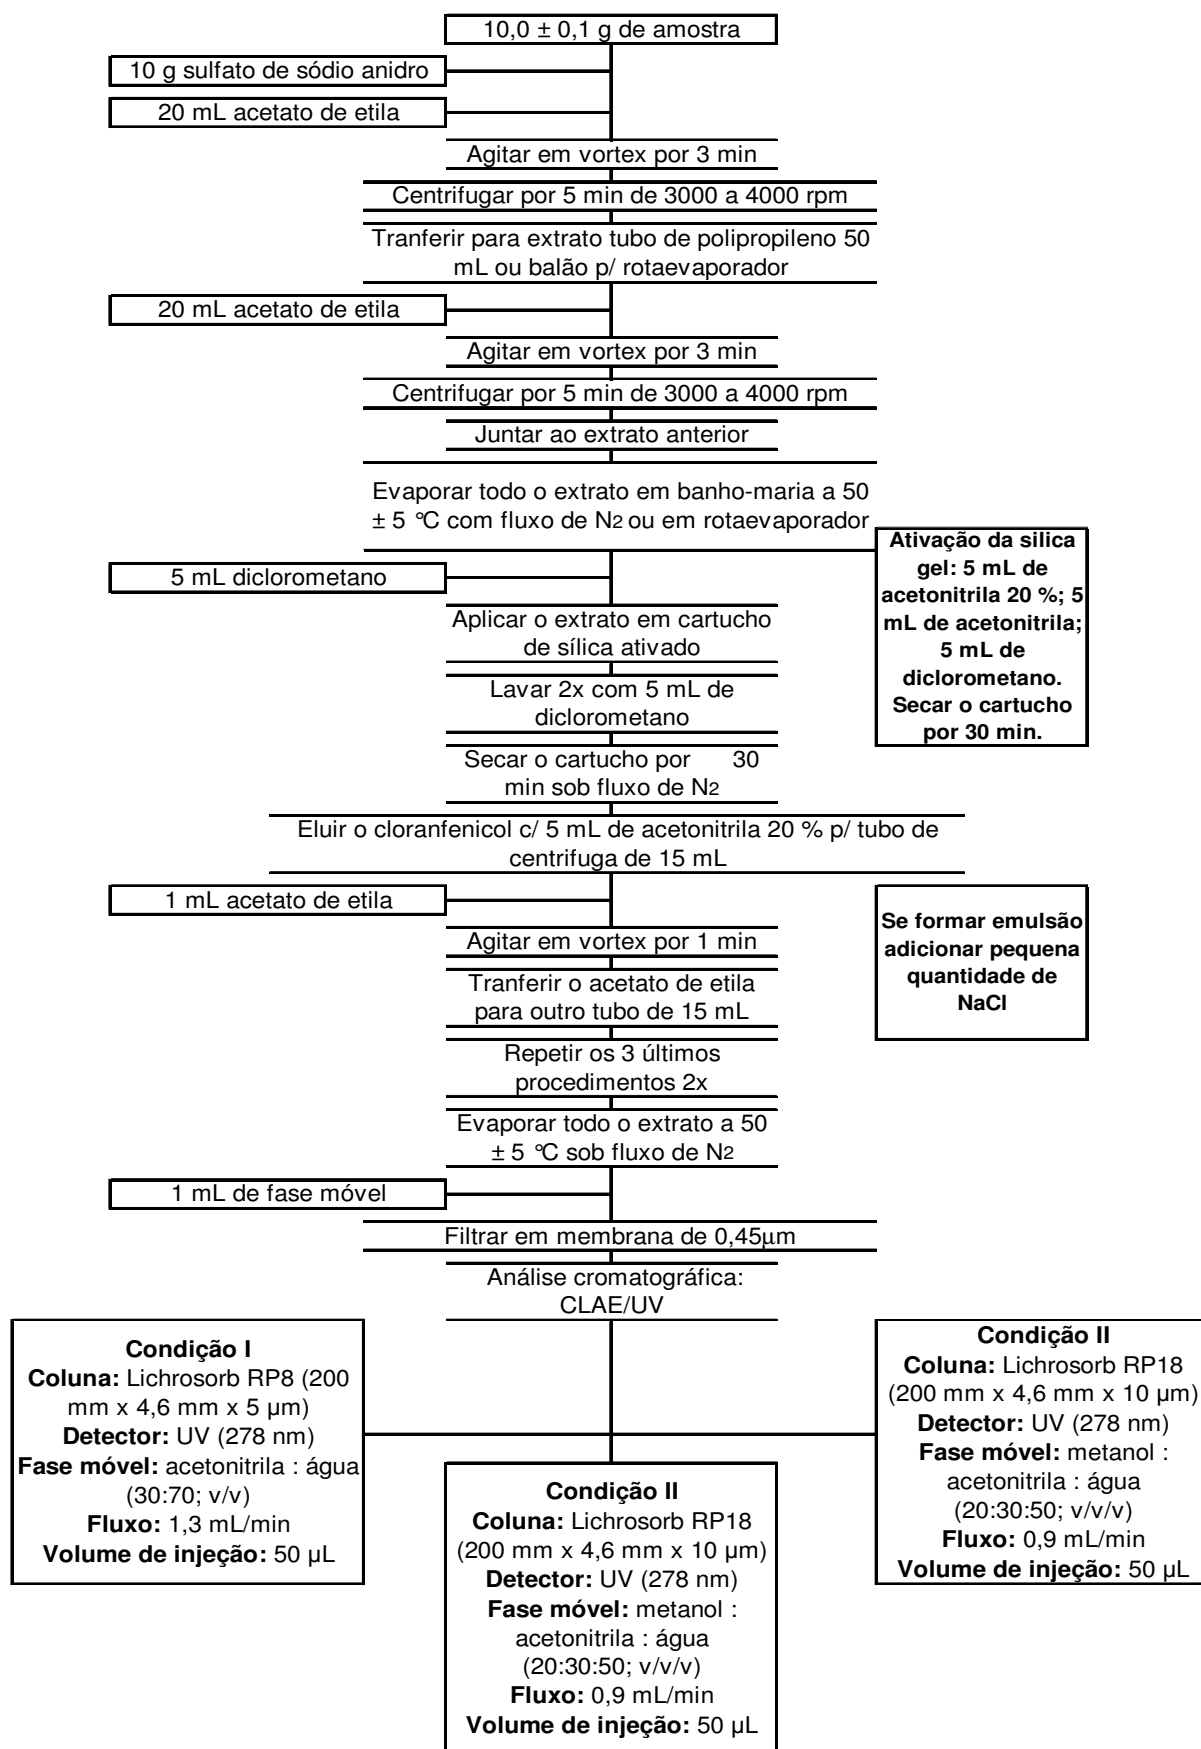 10,0 ± 0,1 g de amostra
10 g sulfato de sódio anidro
20 mL acetato de etila
Agitar em vortex por 3 min
Centrifugar por 5 min de 3000 a 4000 rpm
Tranferir para extrato tubo de polipropileno 50
mL ou balão p/ rotaevaporador
20 mL acetato de etila
Agitar em vortex por 3 min
Centrifugar por 5 min de 3000 a 4000 rpm
Juntar ao extrato anterior
Evaporar todo o extrato em banho-maria a 50
± 5 °C com fluxo de N2 ou em rotaevaporador
Ativação da silica
gel: 5 mL de
acetonitrila 20 %; 5
mL de acetonitrila;
5 mL de
diclorometano.
Secar o cartucho
por 30 min.
5 mL diclorometano
Aplicar o extrato em cartucho
de sílica ativado
Lavar 2x com 5 mL de
diclorometano
Secar o cartucho por 30
min sob fluxo de N2
Eluir o cloranfenicol c/ 5 mL de acetonitrila 20 % p/ tubo de
centrifuga de 15 mL
1 mL acetato de etila
Se formar emulsão
adicionar pequena
quantidade de
NaCl
Agitar em vortex por 1 min
Tranferir o acetato de etila
para outro tubo de 15 mL
Repetir os 3 últimos
procedimentos 2x
Evaporar todo o extrato a 50
± 5 °C sob fluxo de N2
1 mL de fase móvel
Filtrar em membrana de 0,45µm
Análise cromatográfica:
CLAE/UV
Condição I
Coluna: Lichrosorb RP8 (200
mm x 4,6 mm x 5 µm)
Detector: UV (278 nm)
Fase móvel: acetonitrila : água
(30:70; v/v)
Fluxo: 1,3 mL/min
Volume de injeção: 50 µL
Condição II
Coluna: Lichrosorb RP18
(200 mm x 4,6 mm x 10 µm)
Detector: UV (278 nm)
Fase móvel: metanol :
acetonitrila : água
(20:30:50; v/v/v)
Fluxo: 0,9 mL/min
Volume de injeção: 50 µL
Condição II
Coluna: Lichrosorb RP18
(200 mm x 4,6 mm x 10 µm)
Detector: UV (278 nm)
Fase móvel: metanol :
acetonitrila : água
(20:30:50; v/v/v)
Fluxo: 0,9 mL/min
Volume de injeção: 50 µL